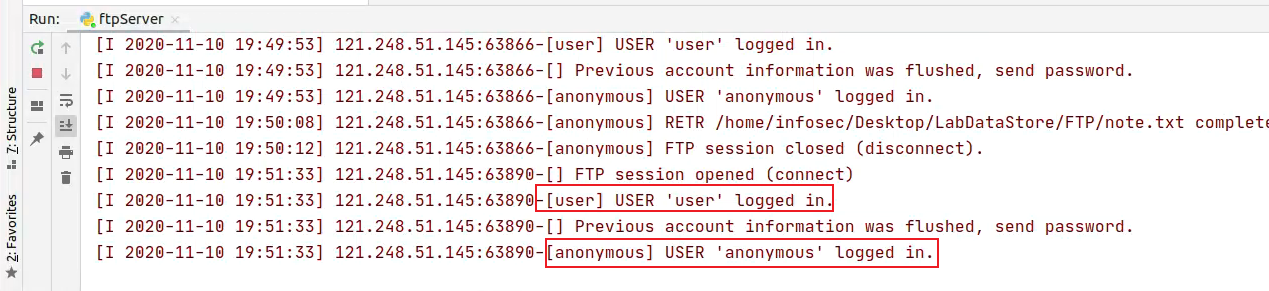 Run: ftpServer
[I 2020-11-10 19:49:53] 121.248.51.145:63866-[user] USER 'user' logged in.
[I 2020-11-10 19:49:53] 121.248.51.145:63866-[] Previous account information was flushed, send password.
[I 2020-11-10 19:49:53] 121.248.51.145:63866-[anonymous] USER 'anonymous' logged in.
[I 2020-11-10 19:50:08] 121.248.51.145:63866-[anonymous] RETR /home/infosec/Desktop/LabDataStore/FTP/note.txt complete
[I 2020-11-10 19:50:12] 121.248.51.145:63866-[anonymous] FTP session closed (disconnect).
[I 2020-11-10 19:51:33] 121.248.51.145:63890-[] FTP session opened (connect)
[I 2020-11-10 19:51:33] 121.248.51.145:63890-[user] USER 'user' logged in.
[I 2020-11-10 19:51:33] 121.248.51.145:63890-[] Previous account information was flushed, send password.
[I 2020-11-10 19:51:33] 121.248.51.145:63890-[anonymous] USER 'anonymous' logged in.
7: Structure
2: Favorites